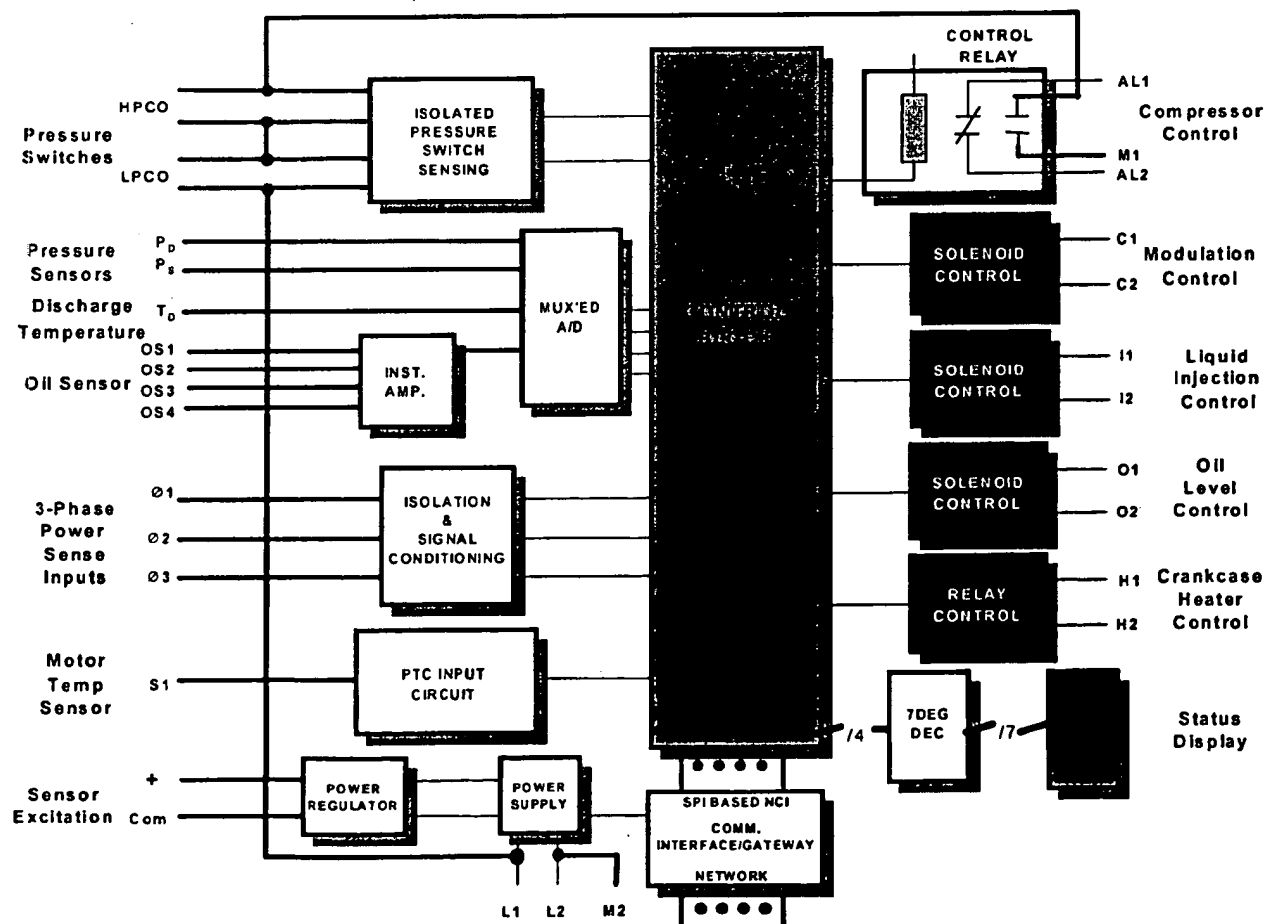 CONTROL
RELAY
HPCO
Pressure
Switches
LPCO
ISOLATED
PRESSURE
SWITCH
SENSING
AL1
Compressor
Control
M1
AL2
Pressure
Sensors
PD
PS
Discharge
Temperature
TD
MUX'ED
A/D
Oil Sensor
OS1
OS2
OS3
OS4
INST.
AMP.
SOLENOID
CONTROL
C1
C2
Modulation
Control
SOLENOID
CONTROL
I1
I2
Liquid
Injection
Control
3-Phase
Power
Sense
Inputs
Ø1
Ø2
Ø3
ISOLATION
&
SIGNAL
CONDITIONING
SOLENOID
CONTROL
O1
O2
Oil
Level
Control
RELAY
CONTROL
H1
H2
Crankcase
Heater
Control
Motor
Temp
Sensor
S1
PTC INPUT
CIRCUIT
/4
7DEG
DEC
/7
Status
Display
Sensor
Excitation
+
Com
POWER
REGULATOR
POWER
SUPPLY
SPI BASED NCI
COMM.
INTERFACE/GATEWAY
NETWORK
L1
L2
M2